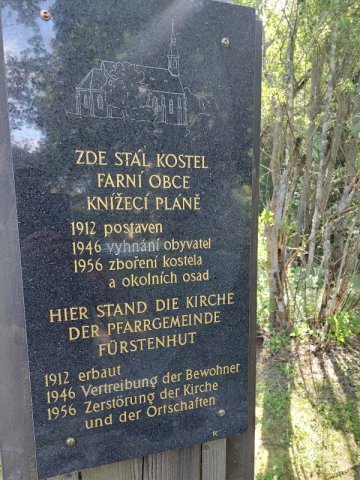 ZDE STÁL KOSTEL
FARNÍ OBCE
KNÍŽECÍ PLÁNĚ
1912 postaven
1946 vyhnání obyvatel
1956 zboření kostela
a okolních osad
HIER STAND DIE KIRCHE
DER PFARRGEMEINDE
FÜRSTENHUT
1912 erbaut
1946 Vertreibung der Bewohner
1956 Zerstörung der Kirche
und der Ortschaften